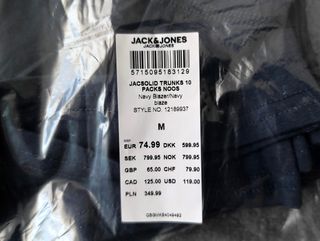 JACK&JONES
JACK&JONES
5715095183129
JACSOLID TRUNKS 10
PACKS NOOS
Navy Blazer/Navy
blaze
STYLE NO. 12189937
M
RRP
EUR 74.99 DKK 599.95
SEK 799.95 NOK 799.95
GBP 65.00 CHF 79.90
CAD 125.00 USD 119.00
PLN 349.99